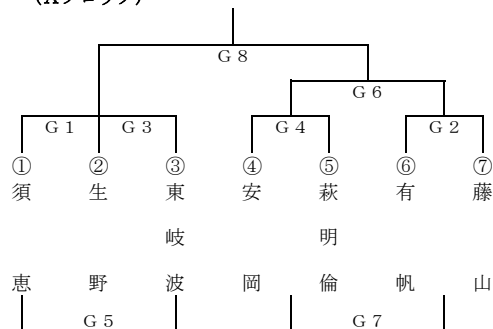 （Aブロック）
G 8
G 6
G 1 G 3 G 4 G 2
① ② ③ ④ ⑤ ⑥ ⑦
須 生 東 安 萩 有 藤
岐 明
恵 野 波 岡 倫 帆 山
G 5 G 7